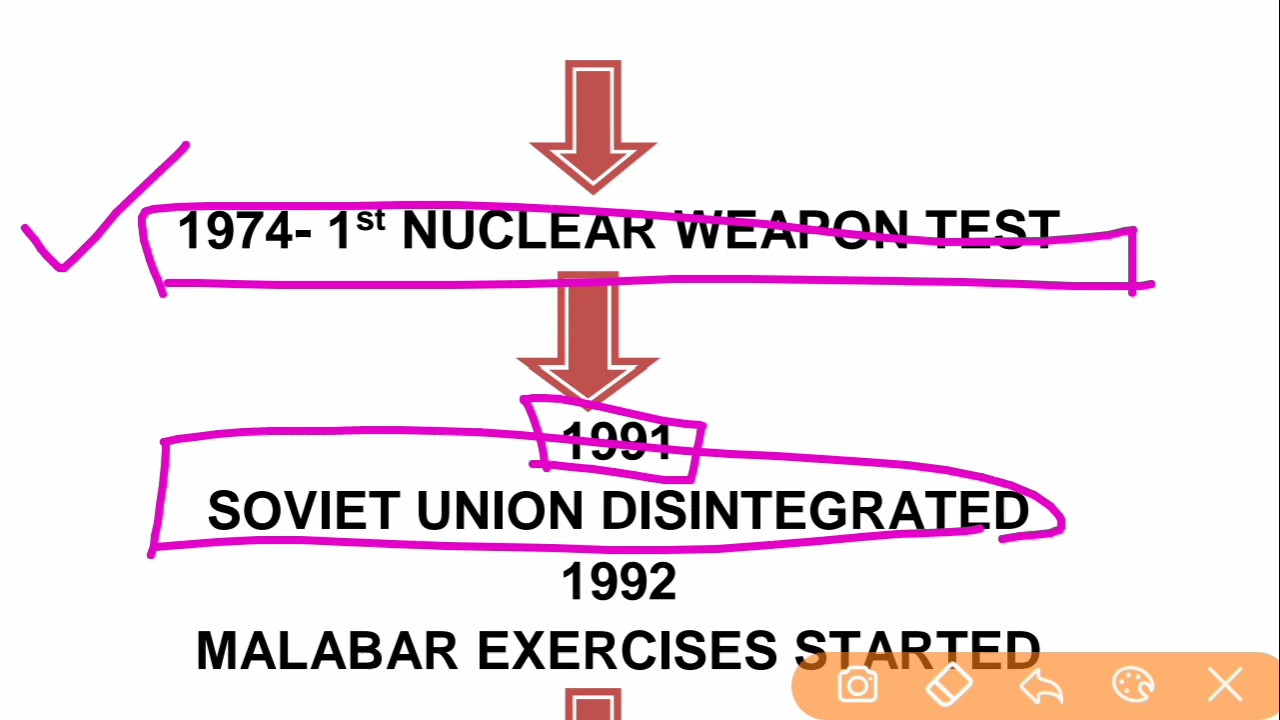 1974- 1st NUCLEAR WEAPON TEST
1991
SOVIET UNION DISINTEGRATED
1992
MALABAR EXERCISES STARTED